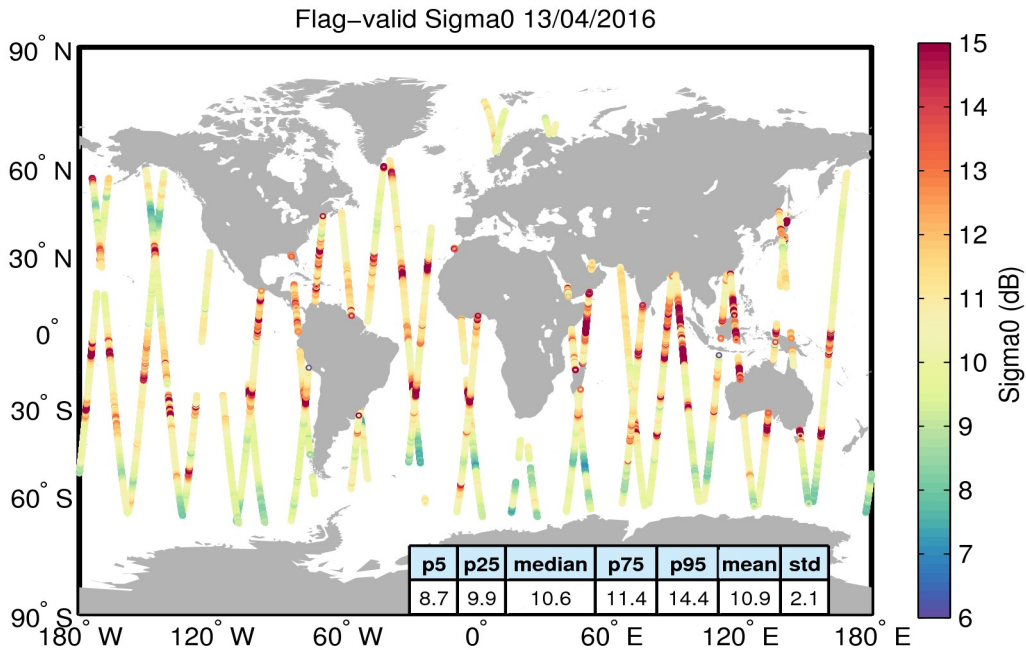 Flag−valid Sigma0 13/04/2016
90° N
60° N
30° N
0°
30° S
60° S
90° S
180° W
120° W
60° W
0°
60° E
120° E
180° E
15
14
13
12
11
10
9
8
7
6
Sigma0 (dB)
p5 p25 median p75 p95 mean std
8.7 9.9 10.6 11.4 14.4 10.9 2.1